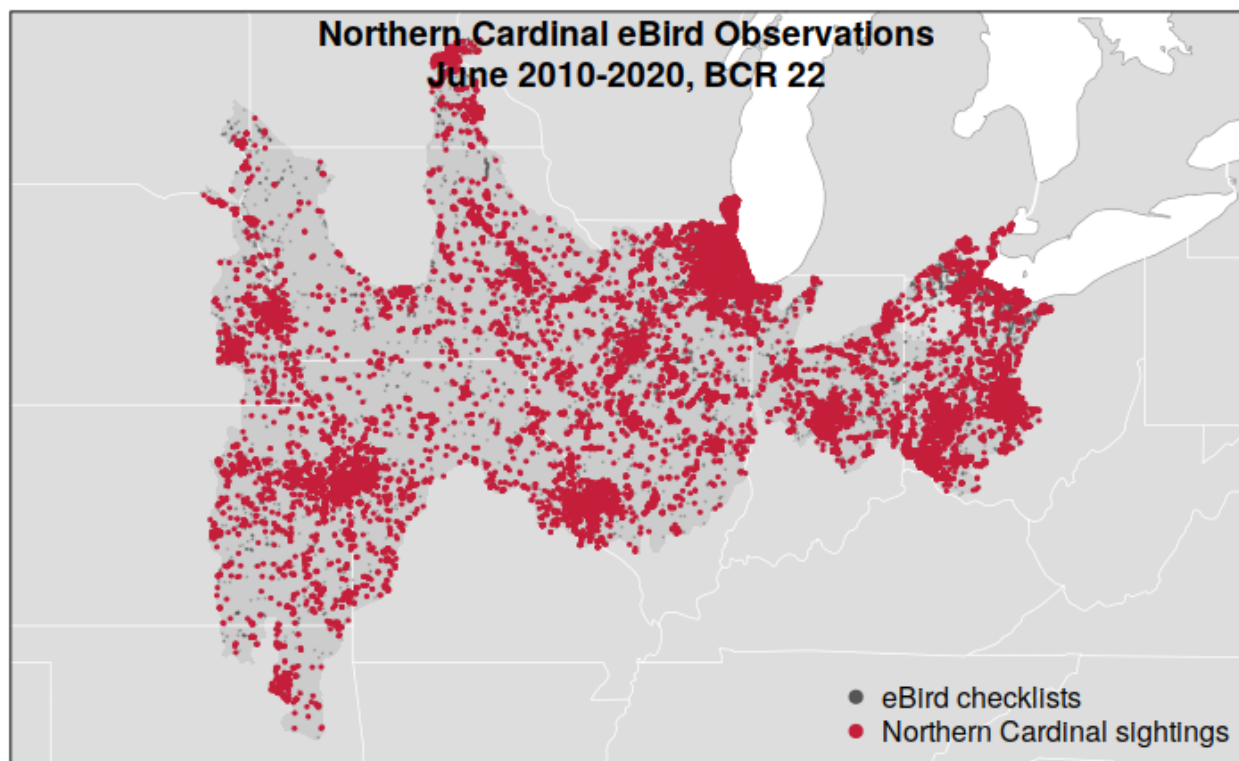 Northern Cardinal eBird Observations
June 2010-2020, BCR 22
eBird checklists
Northern Cardinal sightings